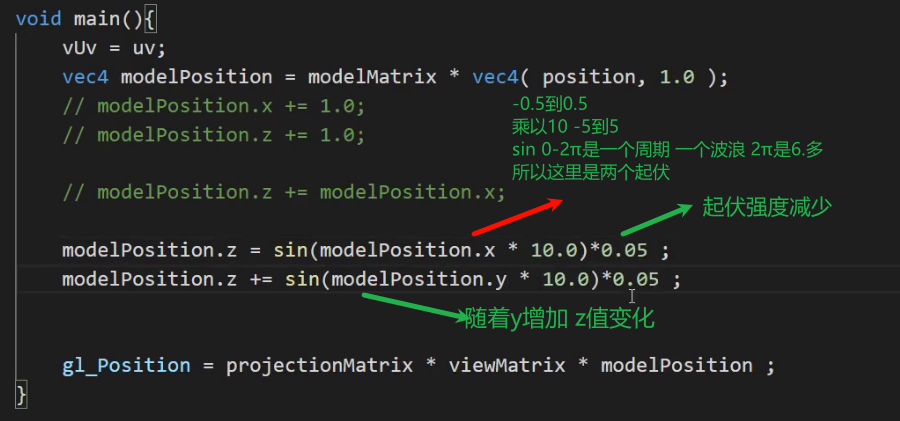 void main(){
vUv = uv;
vec4 modelPosition = modelMatrix * vec4( position, 1.0 );
// modelPosition.x += 1.0;
-0.5到0.5
乘以10 -5到5
// modelPosition.z += 1.0;
sin 0-2π是一个周期 一个波浪 2π是6.多
所以这里是两个起伏
// modelPosition.z += modelPosition.x;
起伏强度减少
modelPosition.z = sin(modelPosition.x * 10.0)*0.05 ;
modelPosition.z += sin(modelPosition.y * 10.0)*0.05 ;
随着y增加 z值变化
gl_Position = projectionMatrix * viewMatrix * modelPosition ;
}